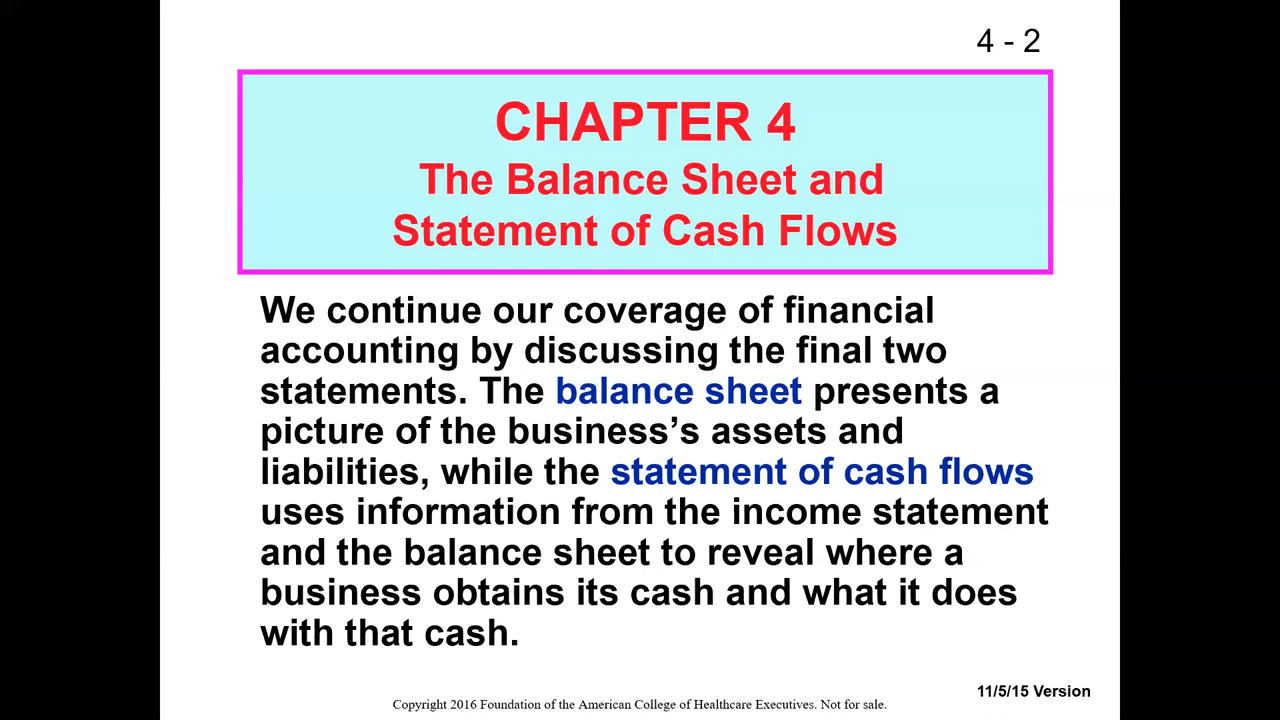 4 - 2
CHAPTER 4
The Balance Sheet and
Statement of Cash Flows
We continue our coverage of financial
accounting by discussing the final two
statements. The balance sheet presents a
picture of the business’s assets and
liabilities, while the statement of cash flows
uses information from the income statement
and the balance sheet to reveal where a
business obtains its cash and what it does
with that cash.
11/5/15 Version
Copyright 2016 Foundation of the American College of Healthcare Executives. Not for sale.